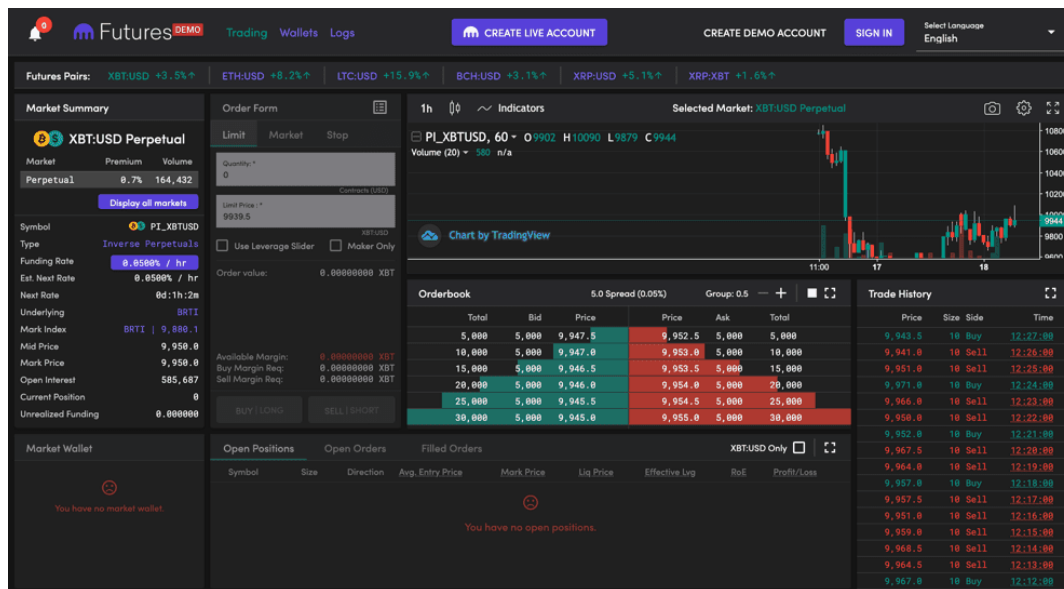 0
Futures DEMO Trading Wallets Logs CREATE LIVE ACCOUNT CREATE DEMO ACCOUNT SIGN IN Select Language English
Futures Pairs: XBT:USD +3.5%↑ ETH:USD +8.2%↑ LTC:USD +15.9%↑ BCH:USD +3.1%↑ XRP:USD +5.1%↑ XRP:XBT +1.6%↑
Market Summary
XBT:USD Perpetual
Market Premium Volume
Perpetual 0.7% 164,432
Display all markets
Symbol PI_XBTUSD
Type Inverse Perpetuals
Funding Rate 0.0500% / hr
Est. Next Rate 0.0500% / hr
Next Rate 0d:1h:2m
Underlying BRTI
Mark Index BRTI | 9,880.1
Mid Price 9,950.0
Mark Price 9,950.0
Open Interest 585,687
Current Position 0
Unrealized Funding 0.000000
Order Form
Limit Market Stop
Quantity: *
0
Contracts (USD)
Limit Price : *
9939.5
XBT:USD
Use Leverage Slider Maker Only
Order value: 0.00000000 XBT
Available Margin: 0.00000000 XBT
Buy Margin Req: 0.00000000 XBT
Sell Margin Req: 0.00000000 XBT
BUY | LONG SELL | SHORT
1h Indicators Selected Market: XBT:USD Perpetual
PI_XBTUSD, 60 O9902 H10090 L9879 C9944
Volume (20) 580 n/a
Chart by TradingView
10800
10600
10400
10200
10000
9944
9800
9600
11:00 17 18
Orderbook 5.0 Spread (0.05%) Group: 0.5 − +
Total Bid Price Price Ask Total
5,000 5,000 9,947.5 9,952.5 5,000 5,000
10,000 5,000 9,947.0 9,953.0 5,000 10,000
15,000 5,000 9,946.5 9,953.5 5,000 15,000
20,000 5,000 9,946.0 9,954.0 5,000 20,000
25,000 5,000 9,945.5 9,954.5 5,000 25,000
30,000 5,000 9,945.0 9,955.0 5,000 30,000
Trade History
Price Size Side Time
9,943.5 10 Buy 12:27:00
9,941.0 10 Sell 12:26:00
9,951.0 10 Sell 12:25:00
9,971.0 10 Buy 12:24:00
9,966.0 10 Sell 12:23:00
9,950.0 10 Sell 12:22:00
9,952.0 10 Buy 12:21:00
9,967.5 10 Sell 12:20:00
9,964.0 10 Sell 12:19:00
9,957.0 10 Buy 12:18:00
9,957.5 10 Sell 12:17:00
9,951.0 10 Sell 12:16:00
9,959.0 10 Sell 12:15:00
9,968.5 10 Sell 12:14:00
9,964.5 10 Sell 12:13:00
9,967.0 10 Buy 12:12:00
Market Wallet
You have no market wallet.
Open Positions Open Orders Filled Orders XBT:USD Only
Symbol Size Direction Avg. Entry Price Mark Price Liq Price Effective Lvg RoE Profit/Loss
You have no open positions.